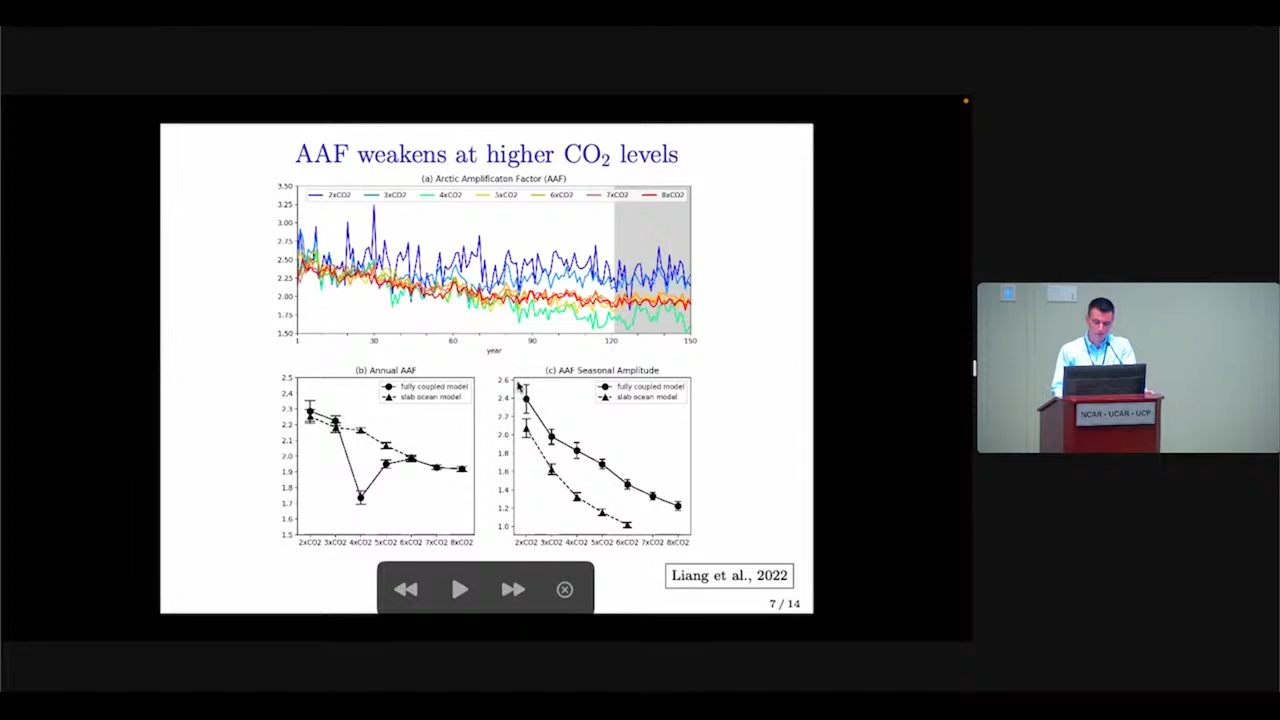 AAF weakens at higher CO₂ levels
(a) Arctic Amplificaton Factor (AAF)
2xCO2 3xCO2 4xCO2 5xCO2 6xCO2 7xCO2 8xCO2
3.50
3.25
3.00
2.75
2.50
2.25
2.00
1.75
1.50
1 30 60 90 120 150
year
(b) Annual AAF
fully coupled model
slab ocean model
2.5
2.4
2.3
2.2
2.1
2.0
1.9
1.8
1.7
1.6
1.5
2xCO2 3xCO2 4xCO2 5xCO2 6xCO2 7xCO2 8xCO2
(c) AAF Seasonal Amplitude
fully coupled model
slab ocean model
2.6
2.4
2.2
2.0
1.8
1.6
1.4
1.2
1.0
2xCO2 3xCO2 4xCO2 5xCO2 6xCO2 7xCO2 8xCO2
Liang et al., 2022
7 / 14
NCAR • UCAR • UCP